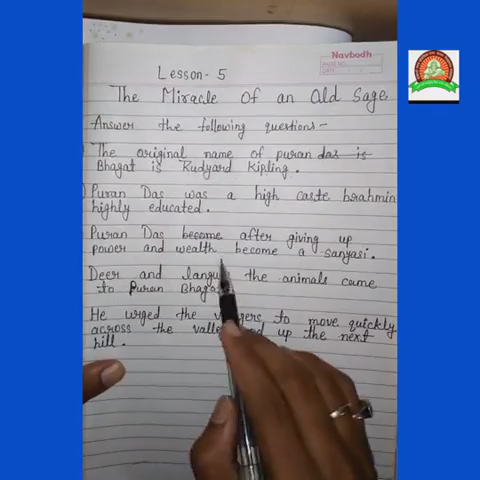 Navbodh
Lesson - 5
The Miracle of an Old Sage
Answer the following questions -
The original name of puran das is
Bhagat is Rudyard Kipling.
Puran Das was a high caste brahmin
highly educated.
Puran Das become after giving up
power and wealth become a sanyasi.
Deer and the animals came
to Puran
He urged the to move quickly
across the up the next
hill.